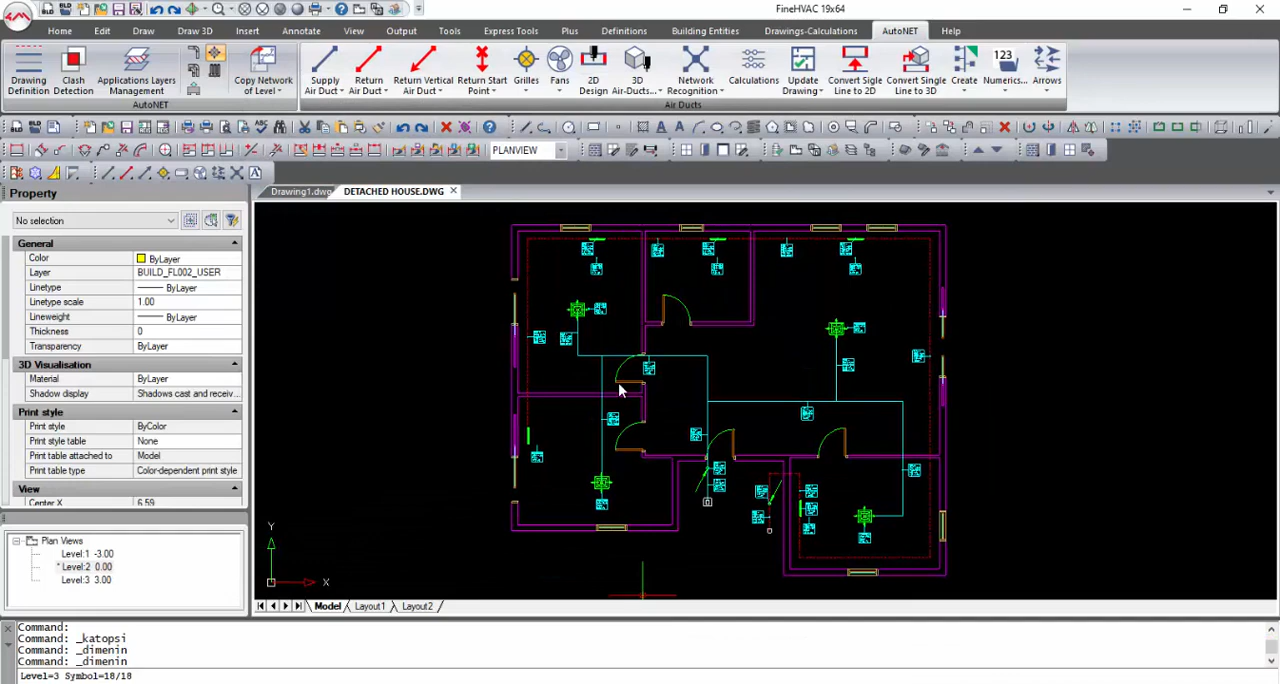 FineHVAC 19x64
Home Edit Draw Draw 3D Insert Annotate View Output Tools Express Tools Plus Definitions Building Entities Drawings-Calculations AutoNET Help
Drawing Definition
Clash Detection
Applications Layers Management
Copy Network of Level
Supply Air Duct
Return Air Duct
Return Vertical Air Duct
Return Start Point
Grilles
Fans
2D Design
3D Air-Ducts...
Network Recognition
Calculations
Update Drawing
Convert Sigle Line to 2D
Convert Single Line to 3D
Create
123
Numeric...
Arrows
AutoNET
Air Ducts
PLANVIEW
Property
Drawing1.dwg
DETACHED HOUSE.DWG
No selection
General
Color ByLayer
Layer BUILD_FL002_USER
Linetype ByLayer
Linetype scale 1.00
Lineweight ByLayer
Thickness 0
Transparency ByLayer
3D Visualisation
Material ByLayer
Shadow display Shadows cast and receiv...
Print style
Print style ByColor
Print style table None
Print table attached to Model
Print table type Color-dependent print style
View
Center X 6.59
Plan Views
Level:1 -3.00
* Level:2 0.00
Level:3 3.00
Y
X
Model Layout1 Layout2
Command:
Command: _katopsi
Command: _dimenin
Command: _dimenin
Level=3 Symbol=18/18